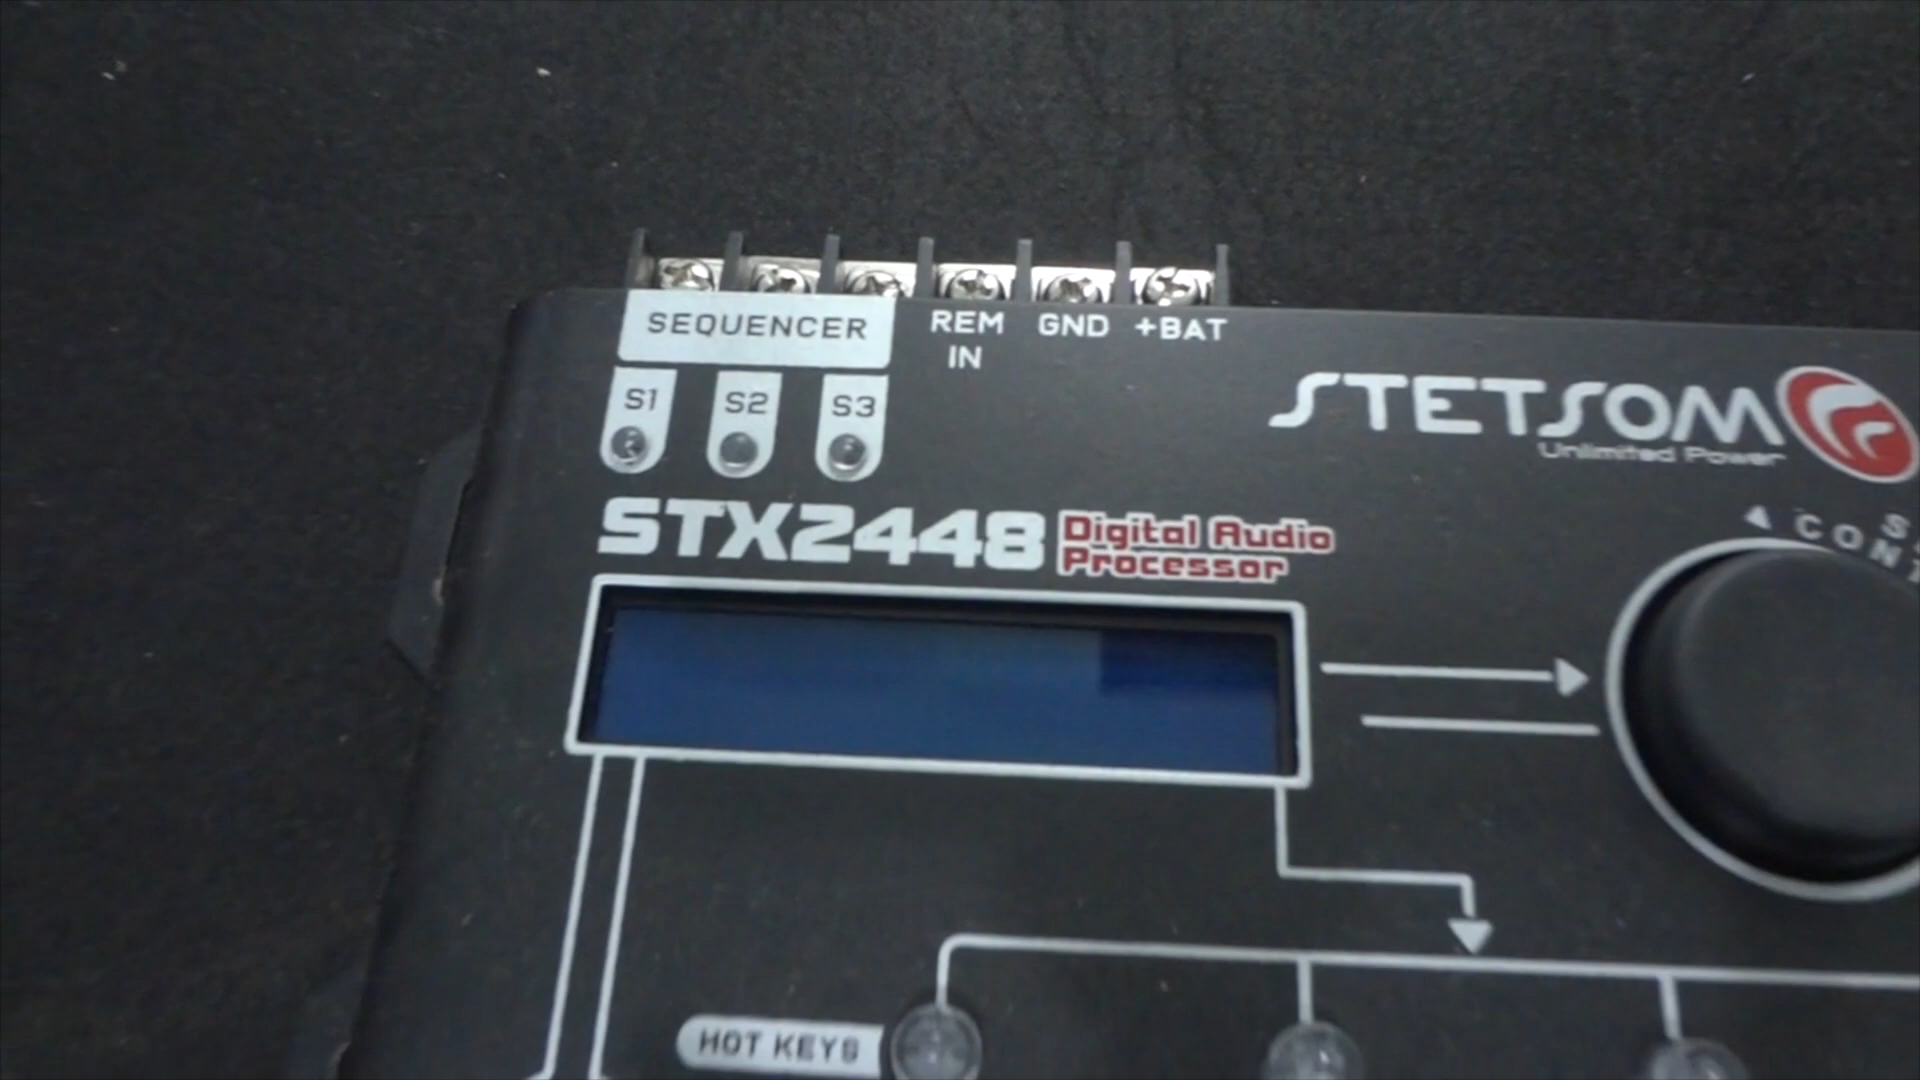 SEQUENCER
REM IN
GND
+BAT
S1
S2
S3
STETSOM
Unlimited Power
STX2448
Digital Audio
Processor
HOT KEYS